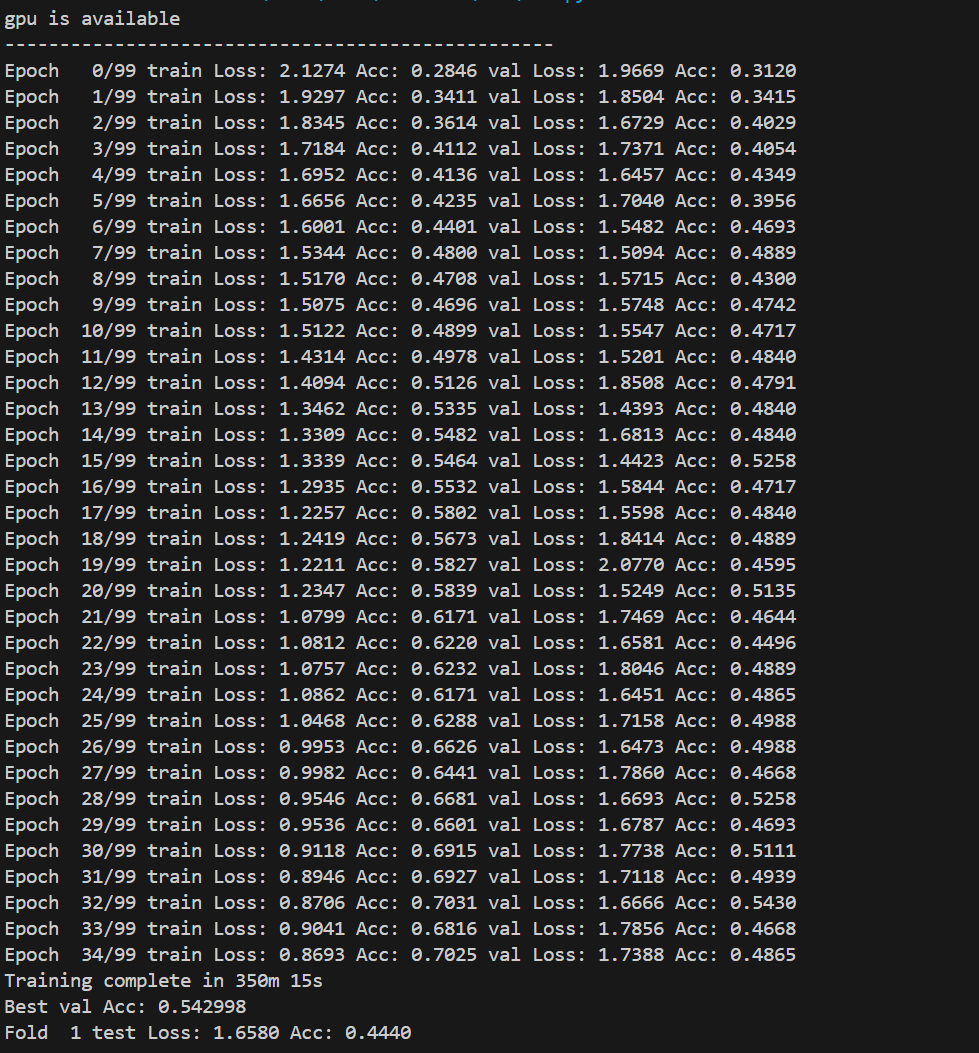 gpu is available
--------------------------------------------------
Epoch   0/99 train Loss: 2.1274 Acc: 0.2846 val Loss: 1.9669 Acc: 0.3120
Epoch   1/99 train Loss: 1.9297 Acc: 0.3411 val Loss: 1.8504 Acc: 0.3415
Epoch   2/99 train Loss: 1.8345 Acc: 0.3614 val Loss: 1.6729 Acc: 0.4029
Epoch   3/99 train Loss: 1.7184 Acc: 0.4112 val Loss: 1.7371 Acc: 0.4054
Epoch   4/99 train Loss: 1.6952 Acc: 0.4136 val Loss: 1.6457 Acc: 0.4349
Epoch   5/99 train Loss: 1.6656 Acc: 0.4235 val Loss: 1.7040 Acc: 0.3956
Epoch   6/99 train Loss: 1.6001 Acc: 0.4401 val Loss: 1.5482 Acc: 0.4693
Epoch   7/99 train Loss: 1.5344 Acc: 0.4800 val Loss: 1.5094 Acc: 0.4889
Epoch   8/99 train Loss: 1.5170 Acc: 0.4708 val Loss: 1.5715 Acc: 0.4300
Epoch   9/99 train Loss: 1.5075 Acc: 0.4696 val Loss: 1.5748 Acc: 0.4742
Epoch  10/99 train Loss: 1.5122 Acc: 0.4899 val Loss: 1.5547 Acc: 0.4717
Epoch  11/99 train Loss: 1.4314 Acc: 0.4978 val Loss: 1.5201 Acc: 0.4840
Epoch  12/99 train Loss: 1.4094 Acc: 0.5126 val Loss: 1.8508 Acc: 0.4791
Epoch  13/99 train Loss: 1.3462 Acc: 0.5335 val Loss: 1.4393 Acc: 0.4840
Epoch  14/99 train Loss: 1.3309 Acc: 0.5482 val Loss: 1.6813 Acc: 0.4840
Epoch  15/99 train Loss: 1.3339 Acc: 0.5464 val Loss: 1.4423 Acc: 0.5258
Epoch  16/99 train Loss: 1.2935 Acc: 0.5532 val Loss: 1.5844 Acc: 0.4717
Epoch  17/99 train Loss: 1.2257 Acc: 0.5802 val Loss: 1.5598 Acc: 0.4840
Epoch  18/99 train Loss: 1.2419 Acc: 0.5673 val Loss: 1.8414 Acc: 0.4889
Epoch  19/99 train Loss: 1.2211 Acc: 0.5827 val Loss: 2.0770 Acc: 0.4595
Epoch  20/99 train Loss: 1.2347 Acc: 0.5839 val Loss: 1.5249 Acc: 0.5135
Epoch  21/99 train Loss: 1.0799 Acc: 0.6171 val Loss: 1.7469 Acc: 0.4644
Epoch  22/99 train Loss: 1.0812 Acc: 0.6220 val Loss: 1.6581 Acc: 0.4496
Epoch  23/99 train Loss: 1.0757 Acc: 0.6232 val Loss: 1.8046 Acc: 0.4889
Epoch  24/99 train Loss: 1.0862 Acc: 0.6171 val Loss: 1.6451 Acc: 0.4865
Epoch  25/99 train Loss: 1.0468 Acc: 0.6288 val Loss: 1.7158 Acc: 0.4988
Epoch  26/99 train Loss: 0.9953 Acc: 0.6626 val Loss: 1.6473 Acc: 0.4988
Epoch  27/99 train Loss: 0.9982 Acc: 0.6441 val Loss: 1.7860 Acc: 0.4668
Epoch  28/99 train Loss: 0.9546 Acc: 0.6681 val Loss: 1.6693 Acc: 0.5258
Epoch  29/99 train Loss: 0.9536 Acc: 0.6601 val Loss: 1.6787 Acc: 0.4693
Epoch  30/99 train Loss: 0.9118 Acc: 0.6915 val Loss: 1.7738 Acc: 0.5111
Epoch  31/99 train Loss: 0.8946 Acc: 0.6927 val Loss: 1.7118 Acc: 0.4939
Epoch  32/99 train Loss: 0.8706 Acc: 0.7031 val Loss: 1.6666 Acc: 0.5430
Epoch  33/99 train Loss: 0.9041 Acc: 0.6816 val Loss: 1.7856 Acc: 0.4668
Epoch  34/99 train Loss: 0.8693 Acc: 0.7025 val Loss: 1.7388 Acc: 0.4865
Training complete in 350m 15s
Best val Acc: 0.542998
Fold  1 test Loss: 1.6580 Acc: 0.4440